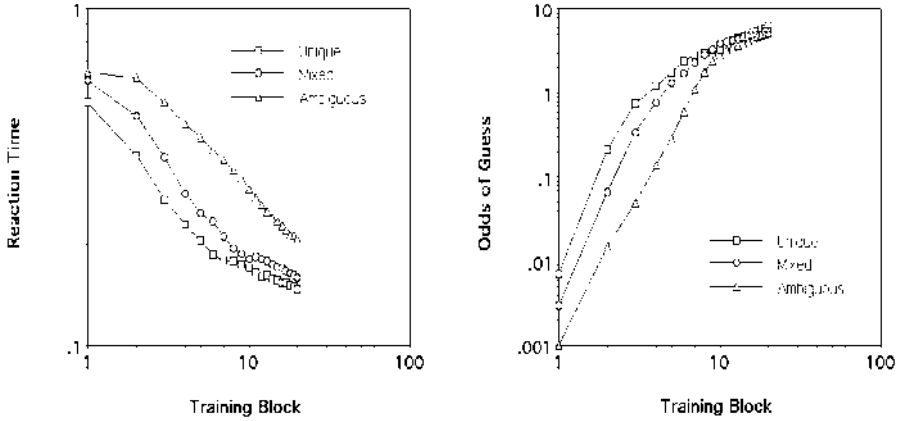 1
Unique
Mixed
Ambiguous
Reaction Time
.1
1
10
100
Training Block
10
1
.1
.01
.001
Odds of Guess
Unique
Mixed
Ambiguous
1
10
100
Training Block